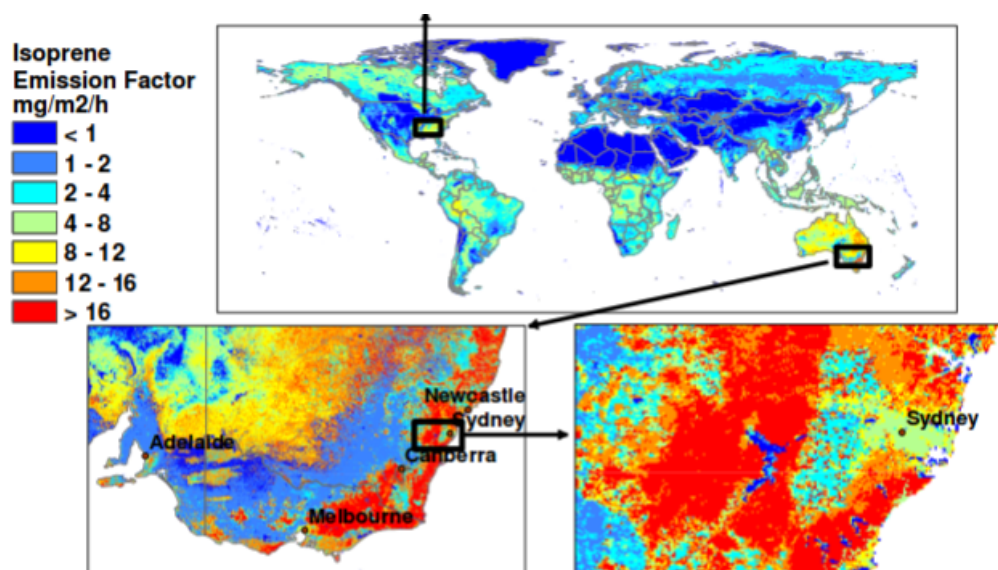 Isoprene
Emission Factor
mg/m2/h
< 1
1 - 2
2 - 4
4 - 8
8 - 12
12 - 16
> 16
Newcastle
Sydney
Adelaide
Canberra
Melbourne
Sydney